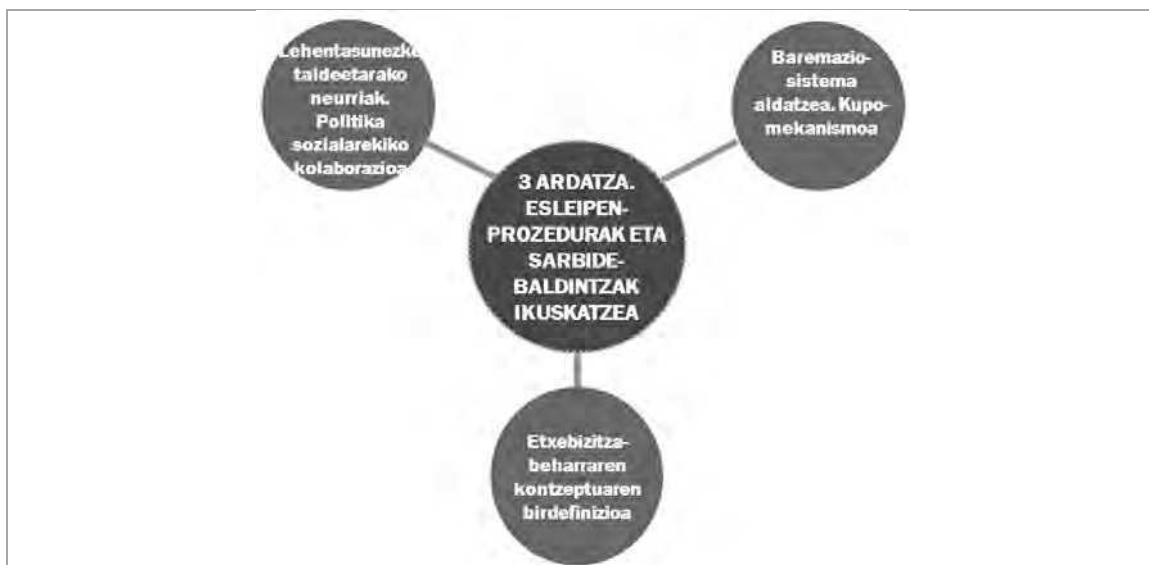 Lehentasunezko
taldeetarako
neurriak.
Politika
sozialarekiko
kolaborazioa
Baremazio-
sistema
aldatzea. Kupo-
mekanismoa
3 ARDATZA.
ESLEIPEN-
PROZEDURAK ETA
SARBIDE-
BALDINTZAK
IKUSKATZEA
Etxebizitza-
beharraren
kontzeptuaren
birdefinizioa